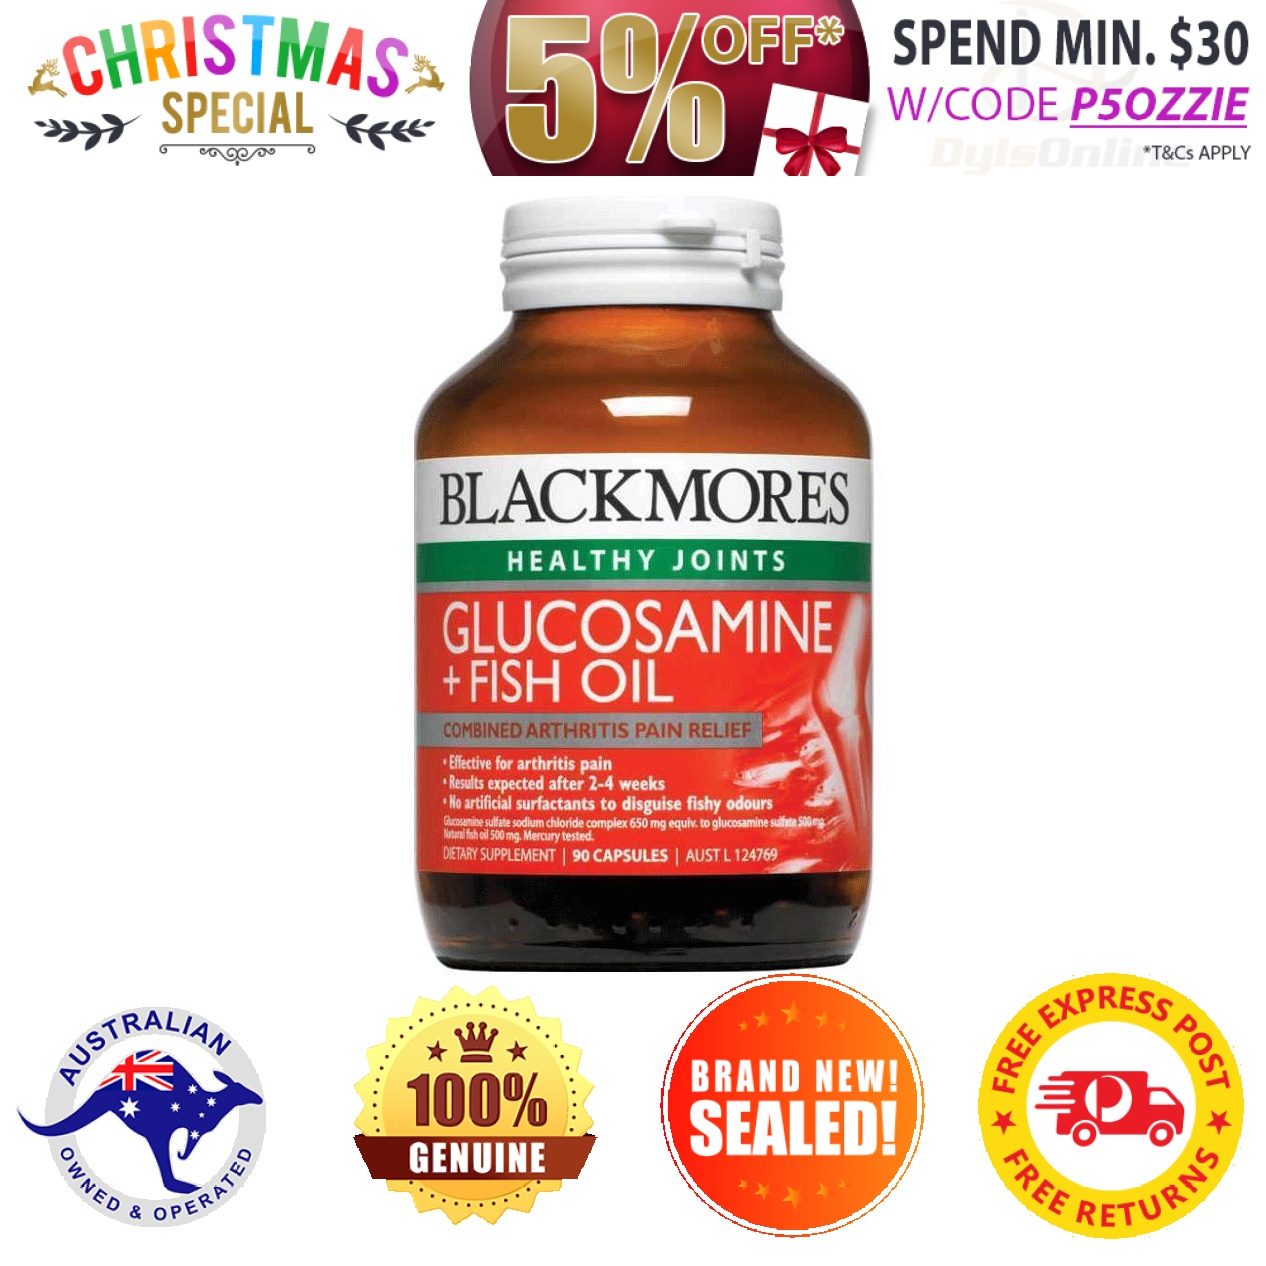 CHRISTMAS
SPECIAL
5% OFF*
SPEND MIN. $30
W/CODE P5OZZIE
DylsOnline
*T&Cs APPLY
BLACKMORES
HEALTHY JOINTS
GLUCOSAMINE
+ FISH OIL
COMBINED ARTHRITIS PAIN RELIEF
• Effective for arthritis pain
• Results expected after 2-4 weeks
• No artificial surfactants to disguise fishy odours
Glucosamine sulfate sodium chloride complex 650 mg equiv. to glucosamine sulfate 500 mg.
Natural fish oil 500 mg. Mercury tested.
DIETARY SUPPLEMENT | 90 CAPSULES | AUST L 124769
AUSTRALIAN
OWNED & OPERATED
100%
GENUINE
BRAND NEW!
SEALED!
FREE EXPRESS POST
FREE RETURNS